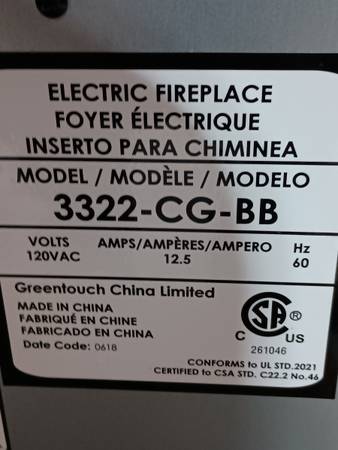 ELECTRIC FIREPLACE
FOYER ÉLECTRIQUE
INSERTO PARA CHIMINEA
MODEL / MODÈLE / MODELO
3322-CG-BB
VOLTS AMPS/AMPÈRES/AMPERO Hz
120VAC 12.5 60
Greentouch China Limited
MADE IN CHINA
FABRIQUÉ EN CHINE
FABRICADO EN CHINA
Date Code: 0618
CSA ®
C US
261046
CONFORMS to UL STD.2021
CERTIFIED to CSA STD. C22.2 No.46